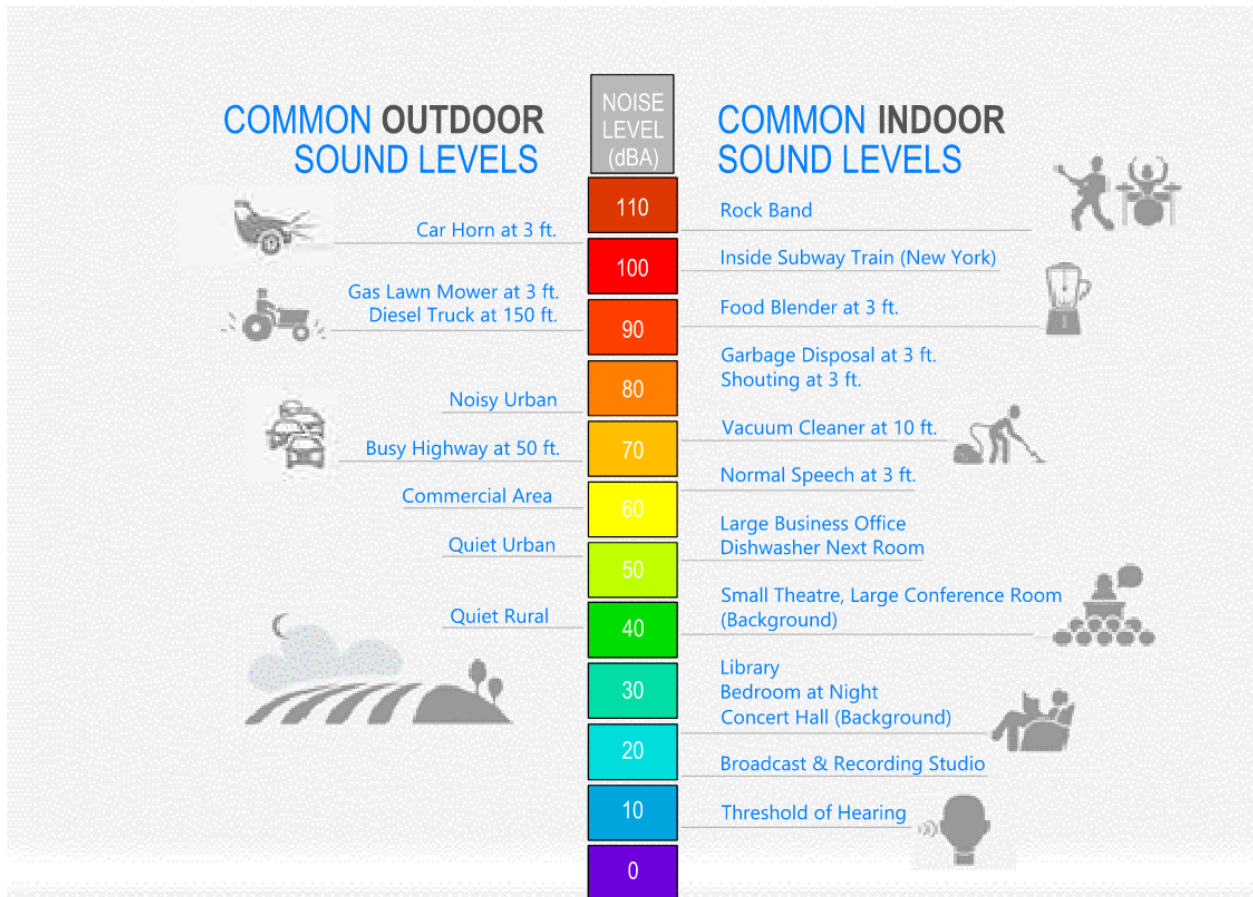 COMMON OUTDOOR
SOUND LEVELS
Car Horn at 3 ft.
Gas Lawn Mower at 3 ft.
Diesel Truck at 150 ft.
Noisy Urban
Busy Highway at 50 ft.
Commercial Area
Quiet Urban
Quiet Rural
NOISE
LEVEL
(dBA)
110
100
90
80
70
60
50
40
30
20
10
0
COMMON INDOOR
SOUND LEVELS
Rock Band
Inside Subway Train (New York)
Food Blender at 3 ft.
Garbage Disposal at 3 ft.
Shouting at 3 ft.
Vacuum Cleaner at 10 ft.
Normal Speech at 3 ft.
Large Business Office
Dishwasher Next Room
Small Theatre, Large Conference Room
(Background)
Library
Bedroom at Night
Concert Hall (Background)
Broadcast & Recording Studio
Threshold of Hearing